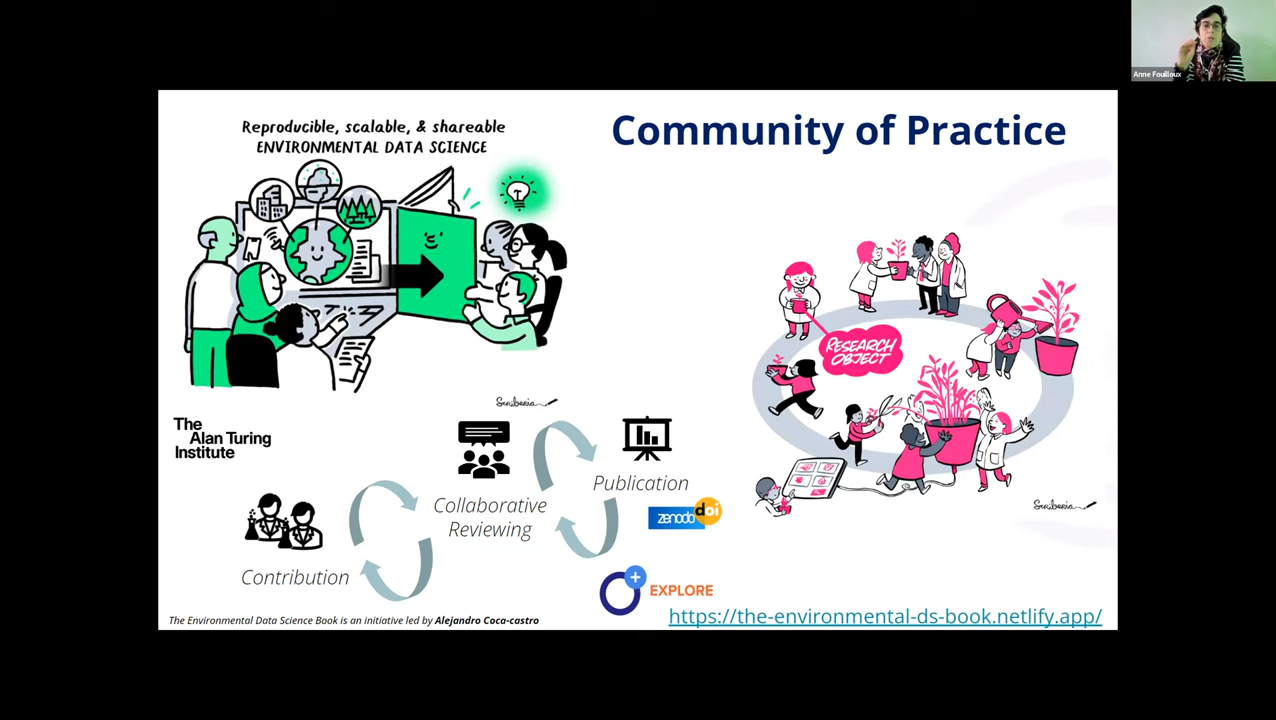 Anne Fouilloux
Reproducible, scalable, & shareable
ENVIRONMENTAL DATA SCIENCE
Community of Practice
RESEARCH
OBJECT
Scriberia
Scriberia
The
Alan Turing
Institute
Contribution
Collaborative
Reviewing
Publication
zenodo
doi
EXPLORE
https://the-environmental-ds-book.netlify.app/
The Environmental Data Science Book is an initiative led by Alejandro Coca-castro